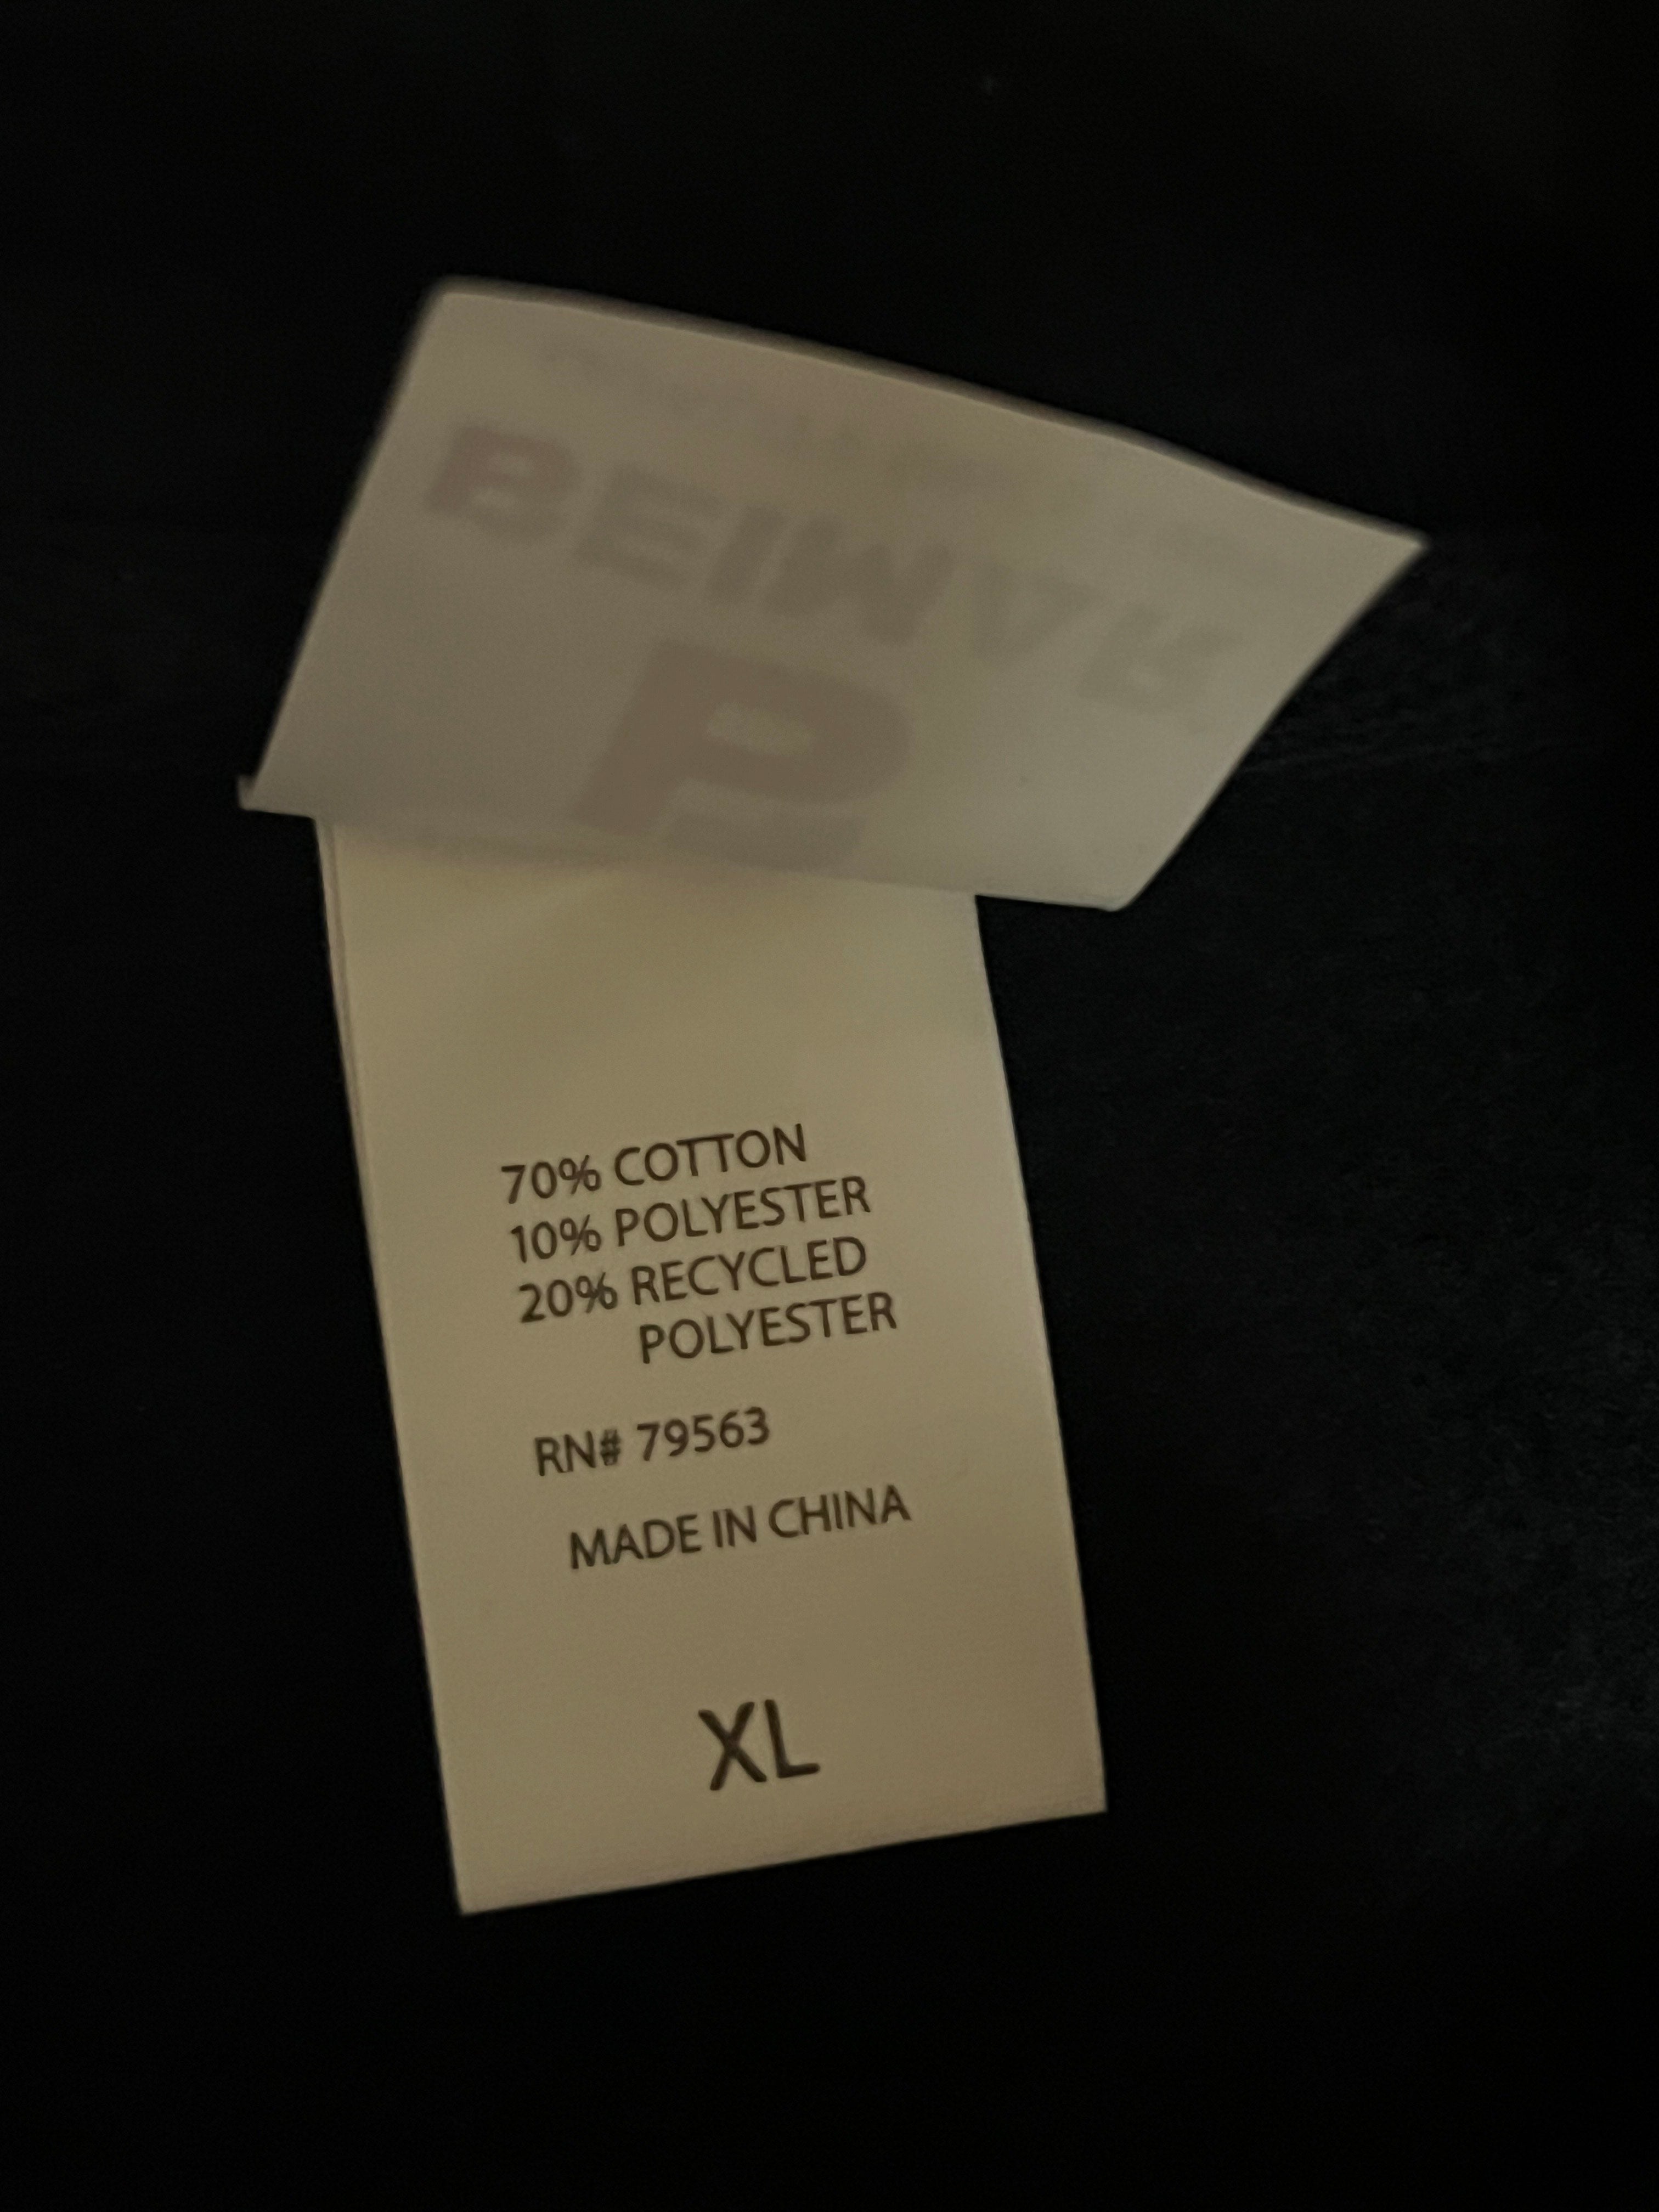 70% COTTON
10% POLYESTER
20% RECYCLED
POLYESTER
RN# 79563
MADE IN CHINA
XL